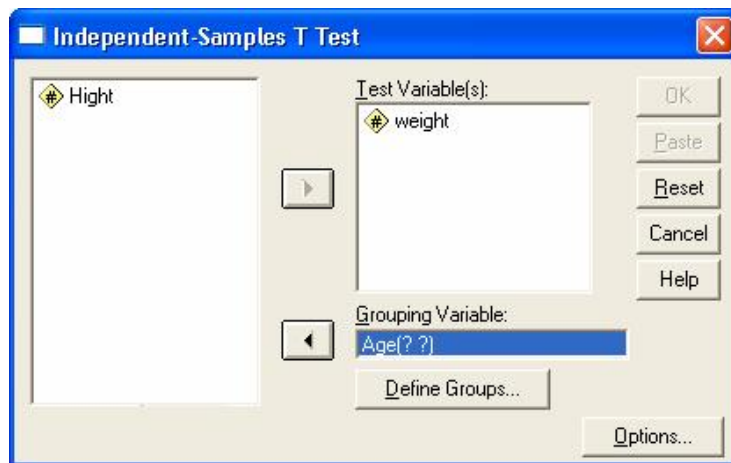 Independent-Samples T Test
Hight
Test Variable(s):
weight
OK
Paste
Reset
Cancel
Help
Grouping Variable:
Age(? ?)
Define Groups...
Options...